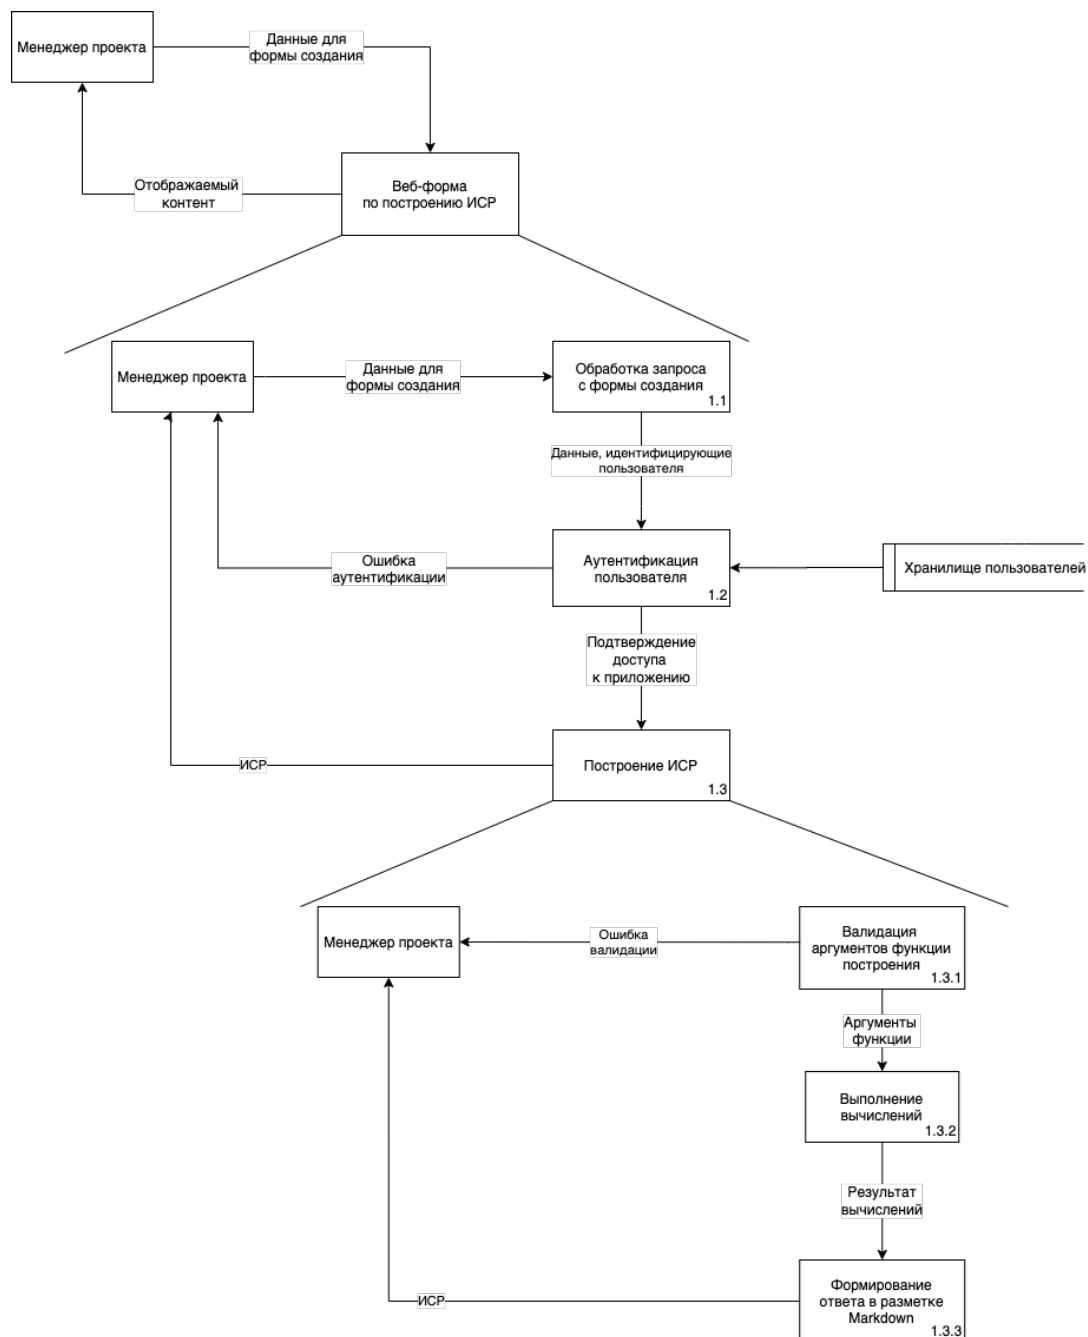 Менеджер проекта
Данные для
формы создания
Отображаемый
контент
Веб-форма
по построению ИСР
Менеджер проекта
Данные для
формы создания
Обработка запроса
с формы создания
1.1
Данные, идентифицирующие
пользователя
Ошибка
аутентификации
Аутентификация
пользователя
1.2
Хранилище пользователей
Подтверждение
доступа
к приложению
ИСР
Построение ИСР
1.3
Менеджер проекта
Ошибка
валидации
Валидация
аргументов функции
построения
1.3.1
Аргументы
функции
Выполнение
вычислений
1.3.2
Результат
вычислений
ИСР
Формирование
ответа в разметке
Markdown
1.3.3